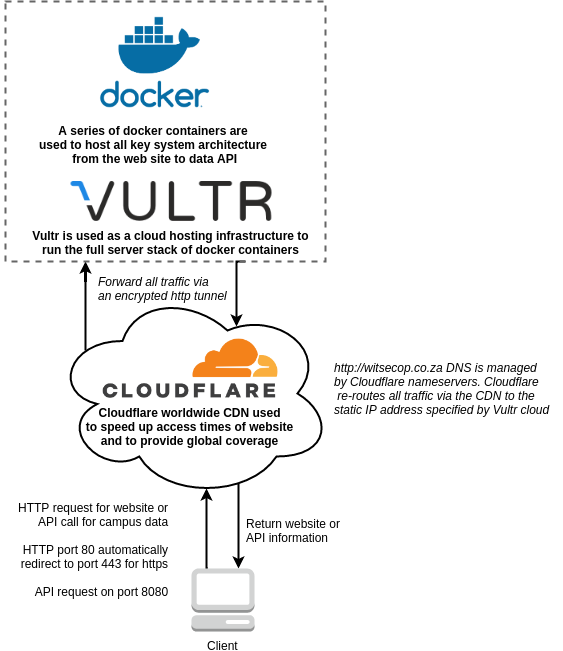 docker
A series of docker containers are
used to host all key system architecture
from the web site to data API
VULTR
Vultr is used as a cloud hosting infrastructure to
run the full server stack of docker containers
Forward all traffic via
an encrypted http tunnel
CLOUDFLARE
Cloudflare worldwide CDN used
to speed up access times of website
and to provide global coverage
http://witsecop.co.za DNS is managed
by Cloudflare nameservers. Cloudflare
re-routes all traffic via the CDN to the
static IP address specified by Vultr cloud
HTTP request for website or
API call for campus data
HTTP port 80 automatically
redirect to port 443 for https
API request on port 8080
Return website or
API information
Client